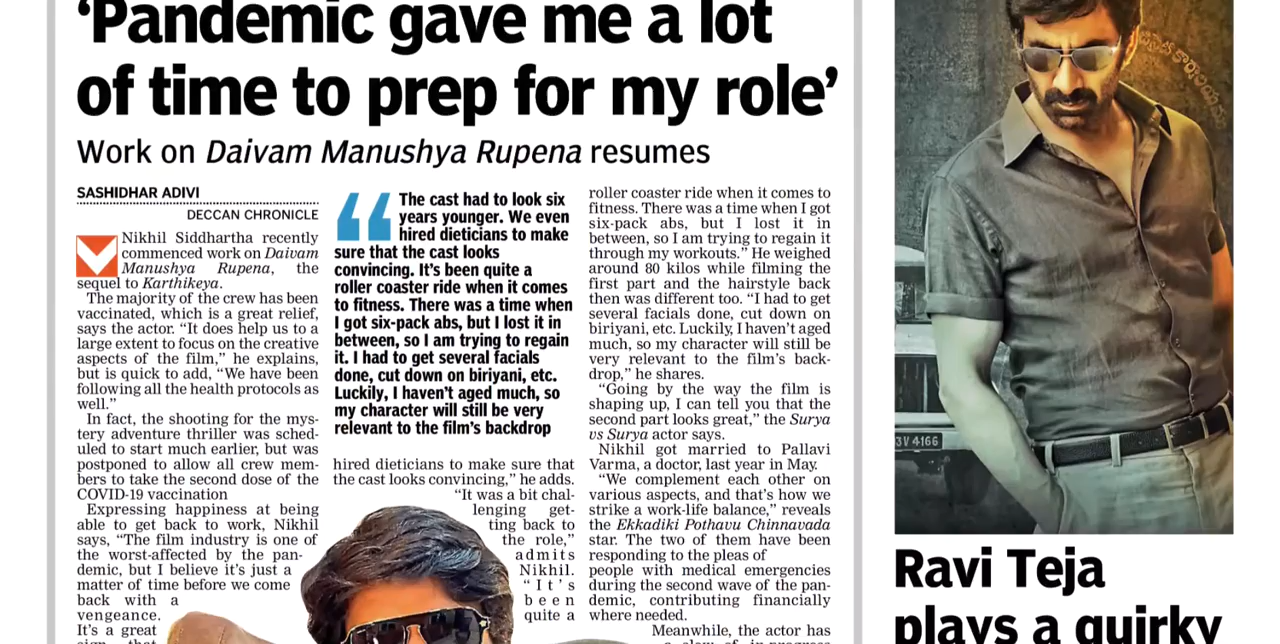 ‘Pandemic gave me a lot
of time to prep for my role’
Work on Daivam Manushya Rupena resumes
SASHIDHAR ADIVI
DECCAN CHRONICLE
Nikhil Siddhartha recently
commenced work on Daivam
Manushya Rupena, the
sequel to Karthikeya.
The majority of the crew has been
vaccinated, which is a great relief,
says the actor. “It does help us to a
large extent to focus on the creative
aspects of the film,” he explains,
but is quick to add, “We have been
following all the health protocols as
well.”
In fact, the shooting for the mys-
tery adventure thriller was sched-
uled to start much earlier, but was
postponed to allow all crew mem-
bers to take the second dose of the
COVID-19 vaccination
Expressing happiness at being
able to get back to work, Nikhil
says, “The film industry is one of
the worst-affected by the pan-
demic, but I believe it’s just a
matter of time before we come
back with a
vengeance.
It’s a great
sign that
“
The cast had to look six
years younger. We even
hired dieticians to make
sure that the cast looks
convincing. It’s been quite a
roller coaster ride when it comes
to fitness. There was a time when
I got six-pack abs, but I lost it in
between, so I am trying to regain
it. I had to get several facials
done, cut down on biriyani, etc.
Luckily, I haven’t aged much, so
my character will still be very
relevant to the film’s backdrop
hired dieticians to make sure that
the cast looks convincing,” he adds.
“It was a bit chal-
lenging get-
ting back to
the role,”
admits
Nikhil.
“It’s
been
quite a
roller coaster ride when it comes to
fitness. There was a time when I got
six-pack abs, but I lost it in
between, so I am trying to regain it
through my workouts.” He weighed
around 80 kilos while filming the
first part and the hairstyle back
then was different too. “I had to get
several facials done, cut down on
biriyani, etc. Luckily, I haven’t aged
much, so my character will still be
very relevant to the film’s back-
drop,” he shares.
“Going by the way the film is
shaping up, I can tell you that the
second part looks great,” the Surya
vs Surya actor says.
Nikhil got married to Pallavi
Varma, a doctor, last year in May.
“We complement each other on
various aspects, and that’s how we
strike a work-life balance,” reveals
the Ekkadiki Pothavu Chinnavada
star. The two of them have been
responding to the pleas of
people with medical emergencies
during the second wave of the pan-
demic, contributing financially
where needed.
Meanwhile, the actor has
3V 4166
Ravi Teja
plays a quirky